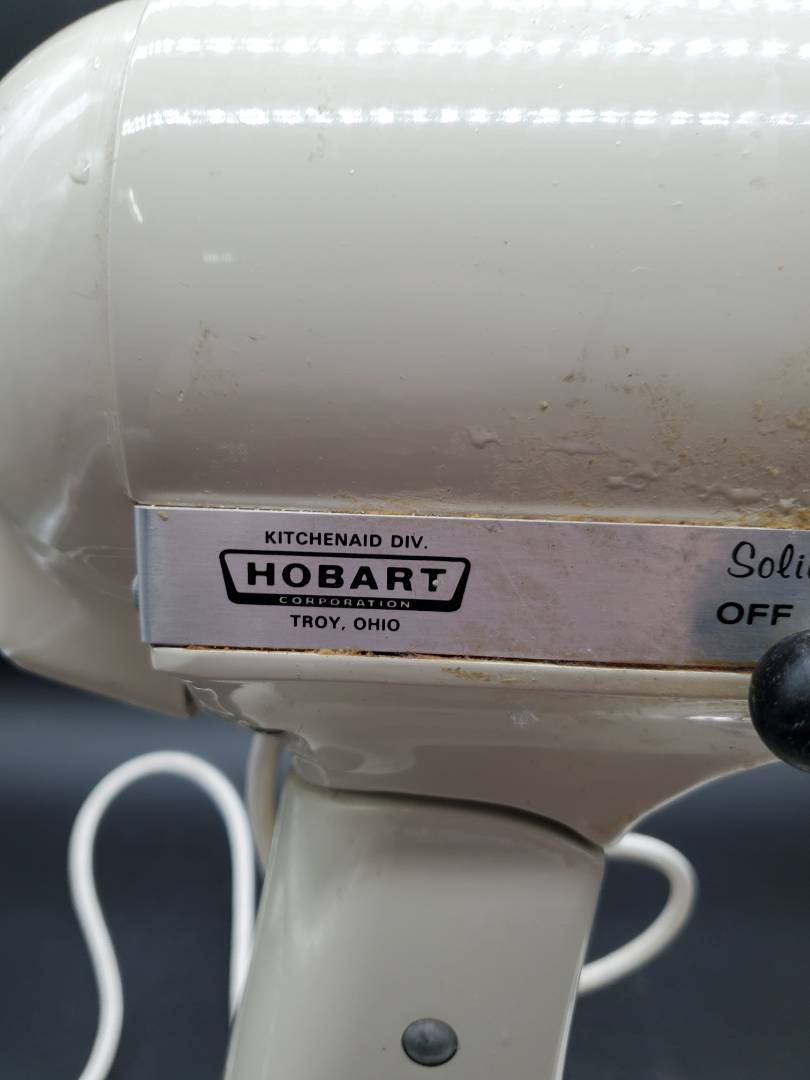 KITCHENAID DIV.
HOBART
CORPORATION
TROY, OHIO
OFF